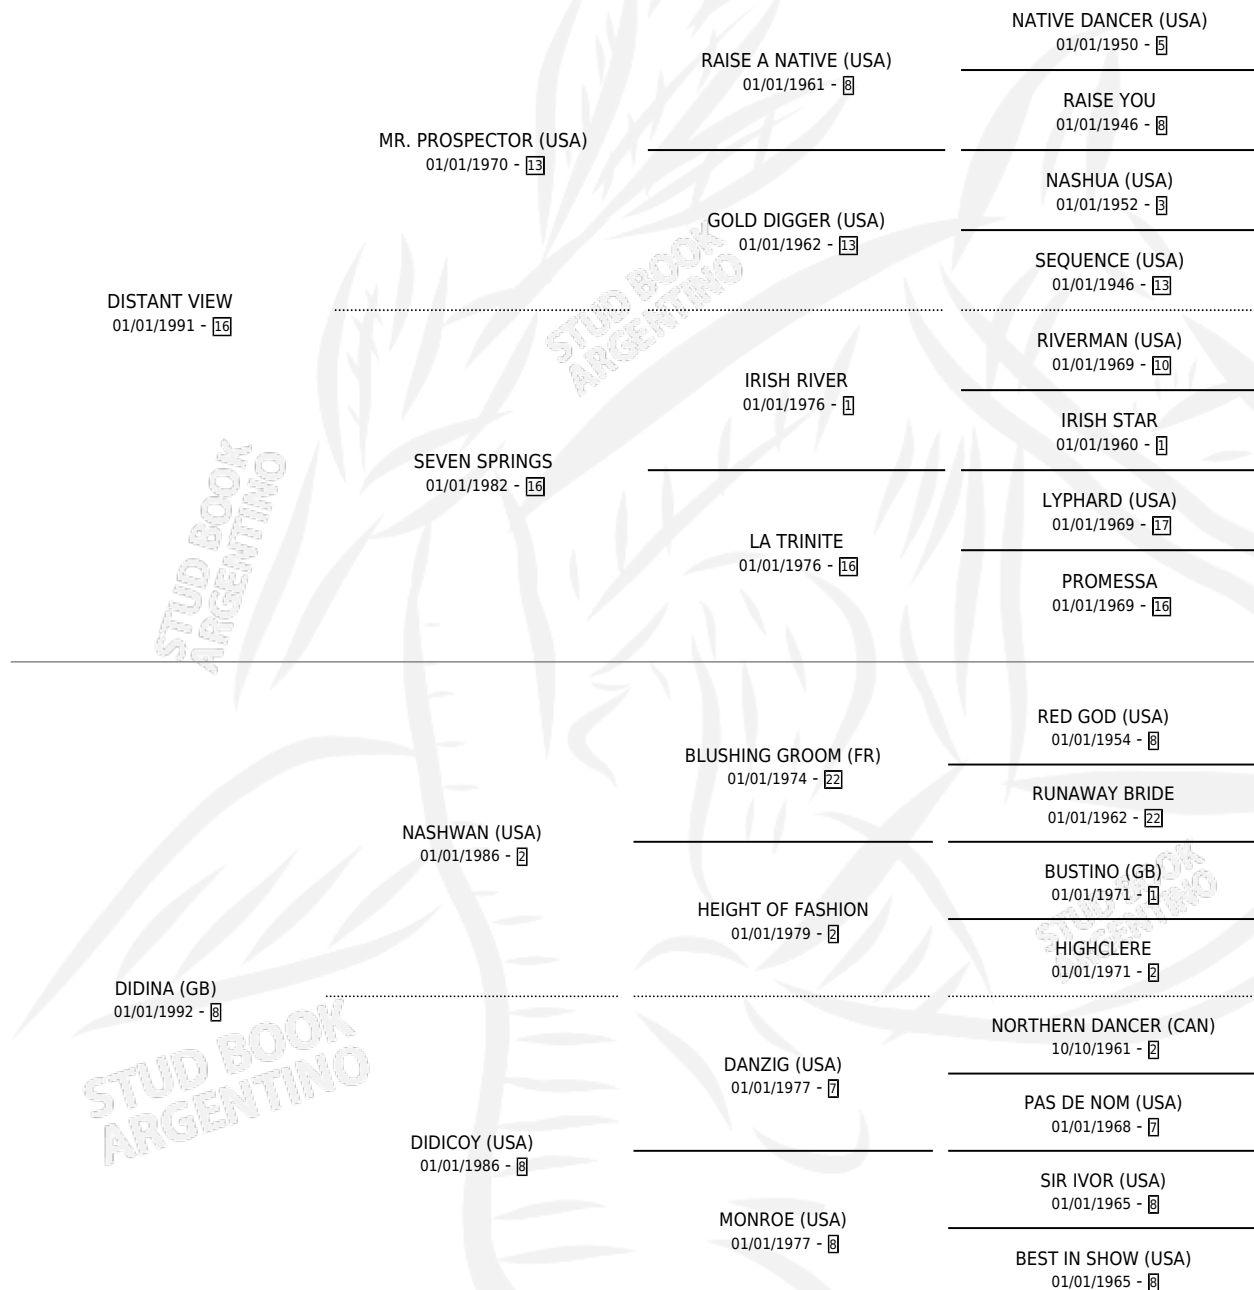 NATIVE DANCER (USA)
01/01/1950 - 5
RAISE A NATIVE (USA)
01/01/1961 - 8
RAISE YOU
01/01/1946 - 8
MR. PROSPECTOR (USA)
01/01/1970 - 13
NASHUA (USA)
01/01/1952 - 3
GOLD DIGGER (USA)
01/01/1962 - 13
SEQUENCE (USA)
01/01/1946 - 13
DISTANT VIEW
01/01/1991 - 16
RIVERMAN (USA)
01/01/1969 - 10
IRISH RIVER
01/01/1976 - 1
IRISH STAR
01/01/1960 - 1
SEVEN SPRINGS
01/01/1982 - 16
LYPHARD (USA)
01/01/1969 - 17
LA TRINITE
01/01/1976 - 16
PROMESSA
01/01/1969 - 16
RED GOD (USA)
01/01/1954 - 8
BLUSHING GROOM (FR)
01/01/1974 - 22
RUNAWAY BRIDE
01/01/1962 - 22
NASHWAN (USA)
01/01/1986 - 2
BUSTINO (GB)
01/01/1971 - 1
HEIGHT OF FASHION
01/01/1979 - 2
HIGHCLERE
01/01/1971 - 2
DIDINA (GB)
01/01/1992 - 8
NORTHERN DANCER (CAN)
10/10/1961 - 2
DANZIG (USA)
01/01/1977 - 7
PAS DE NOM (USA)
01/01/1968 - 7
DIDICOY (USA)
01/01/1986 - 8
SIR IVOR (USA)
01/01/1965 - 8
MONROE (USA)
01/01/1977 - 8
BEST IN SHOW (USA)
01/01/1965 - 8
STUD BOOK
ARGENTINO
STUD BOOK
ARGENTINO
STUD BOOK
ARGENTINO
STUD BOOK
ARGENTINO